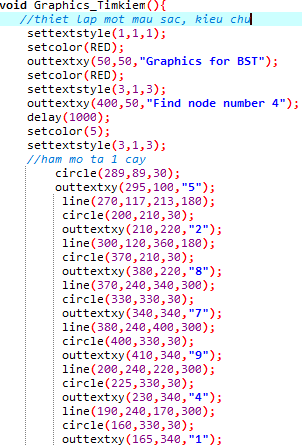 void Graphics_Timkiem(){
//thiet lap mot mau sac, kieu chu
settextstyle(1,1,1);
setcolor(RED);
outtextxy(50,50,"Graphics for BST");
setcolor(RED);
settextstyle(3,1,3);
outtextxy(400,50,"Find node number 4");
delay(1000);
setcolor(5);
settextstyle(3,1,3);
//ham mo ta 1 cay
circle(289,89,30);
outtextxy(295,100,"5");
line(270,117,213,180);
circle(200,210,30);
outtextxy(210,220,"2");
line(300,120,360,180);
circle(370,210,30);
outtextxy(380,220,"8");
line(370,240,340,300);
circle(330,330,30);
outtextxy(340,340,"7");
line(380,240,400,300);
circle(400,330,30);
outtextxy(410,340,"9");
line(200,240,220,300);
circle(225,330,30);
outtextxy(230,340,"4");
line(190,240,170,300);
circle(160,330,30);
outtextxy(165,340,"1");